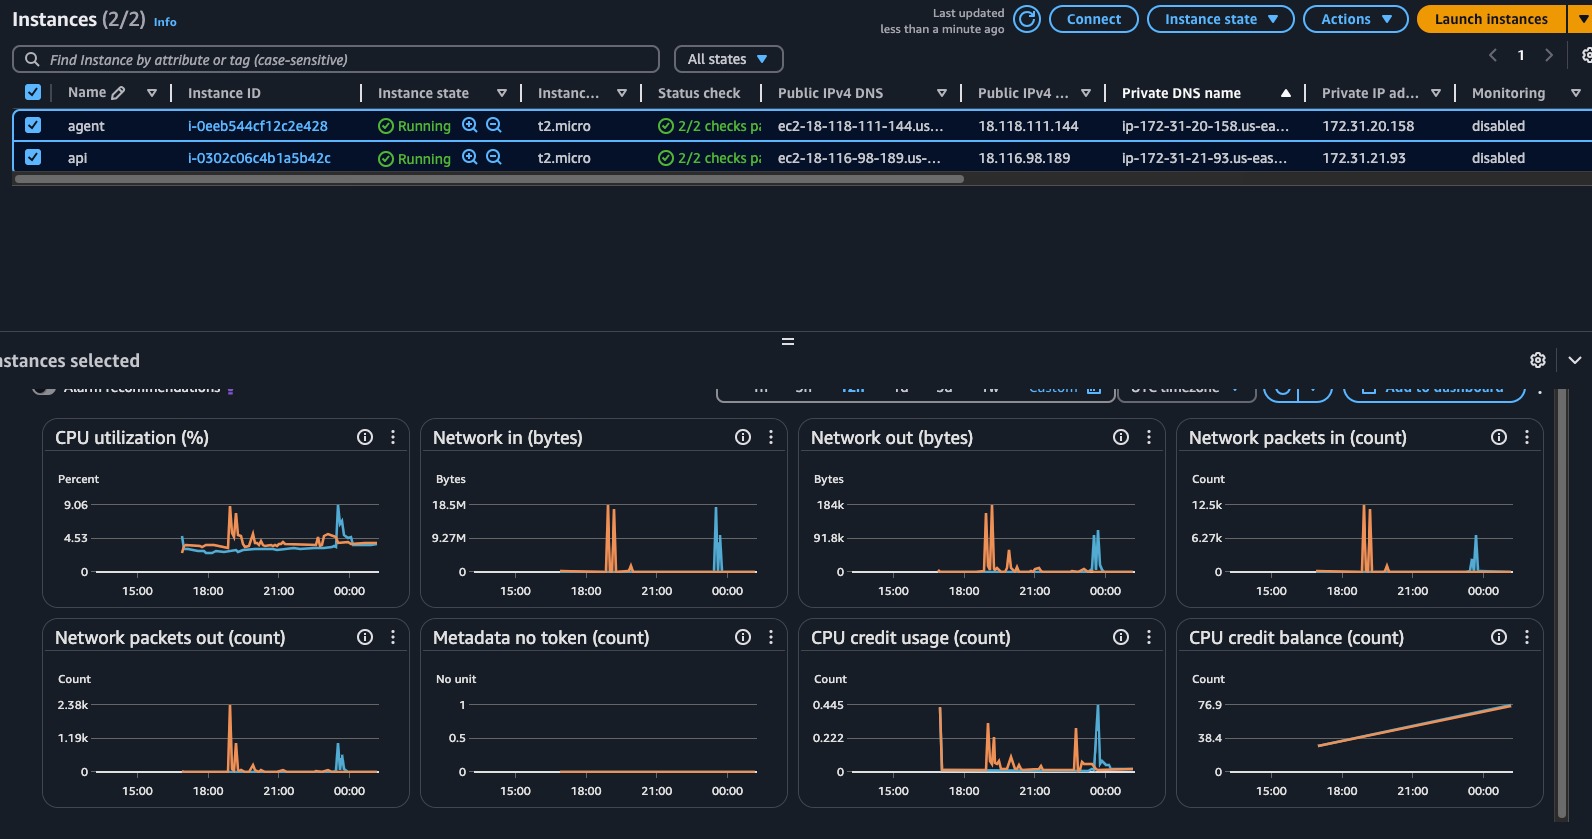 Instances (2/2) Info
Last updated
less than a minute ago
Connect
Instance state
Actions
Launch instances
Find Instance by attribute or tag (case-sensitive)
All states
1
Name Instance ID Instance state Instanc... Status check Public IPv4 DNS Public IPv4 ... Private DNS name Private IP ad... Monitoring
agent i-0eeb544cf12c2e428 Running t2.micro 2/2 checks pa ec2-18-118-111-144.us... 18.118.111.144 ip-172-31-20-158.us-ea... 172.31.20.158 disabled
api i-0302c06c4b1a5b42c Running t2.micro 2/2 checks pa ec2-18-116-98-189.us-... 18.116.98.189 ip-172-31-21-93.us-eas... 172.31.21.93 disabled
nstances selected
Alarm recommendations
12h 1w Custom UTC timezone Add to dashboard
CPU utilization (%)
Percent
9.06
4.53
0
15:00 18:00 21:00 00:00
Network in (bytes)
Bytes
18.5M
9.27M
0
15:00 18:00 21:00 00:00
Network out (bytes)
Bytes
184k
91.8k
0
15:00 18:00 21:00 00:00
Network packets in (count)
Count
12.5k
6.27k
0
15:00 18:00 21:00 00:00
Network packets out (count)
Count
2.38k
1.19k
0
15:00 18:00 21:00 00:00
Metadata no token (count)
No unit
1
0.5
0
15:00 18:00 21:00 00:00
CPU credit usage (count)
Count
0.445
0.222
0
15:00 18:00 21:00 00:00
CPU credit balance (count)
Count
76.9
38.4
0
15:00 18:00 21:00 00:00